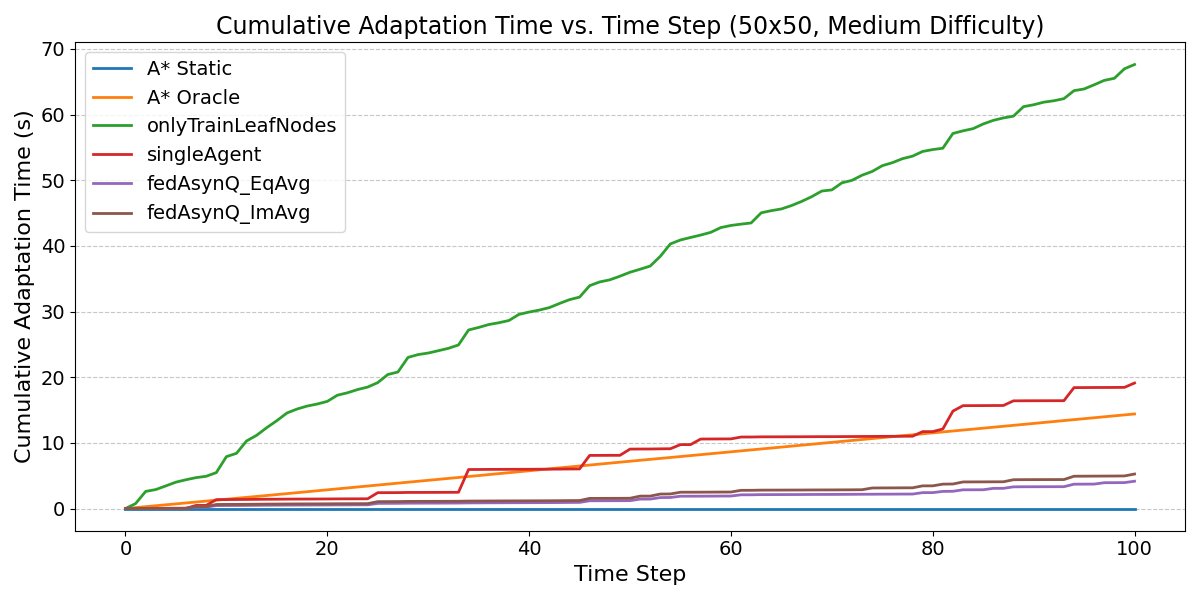 Cumulative Adaptation Time vs. Time Step (50x50, Medium Difficulty)
Cumulative Adaptation Time (s)
70
60
50
40
30
20
10
0
A* Static
A* Oracle
onlyTrainLeafNodes
singleAgent
fedAsynQ_EqAvg
fedAsynQ_ImAvg
0 20 40 60 80 100
Time Step